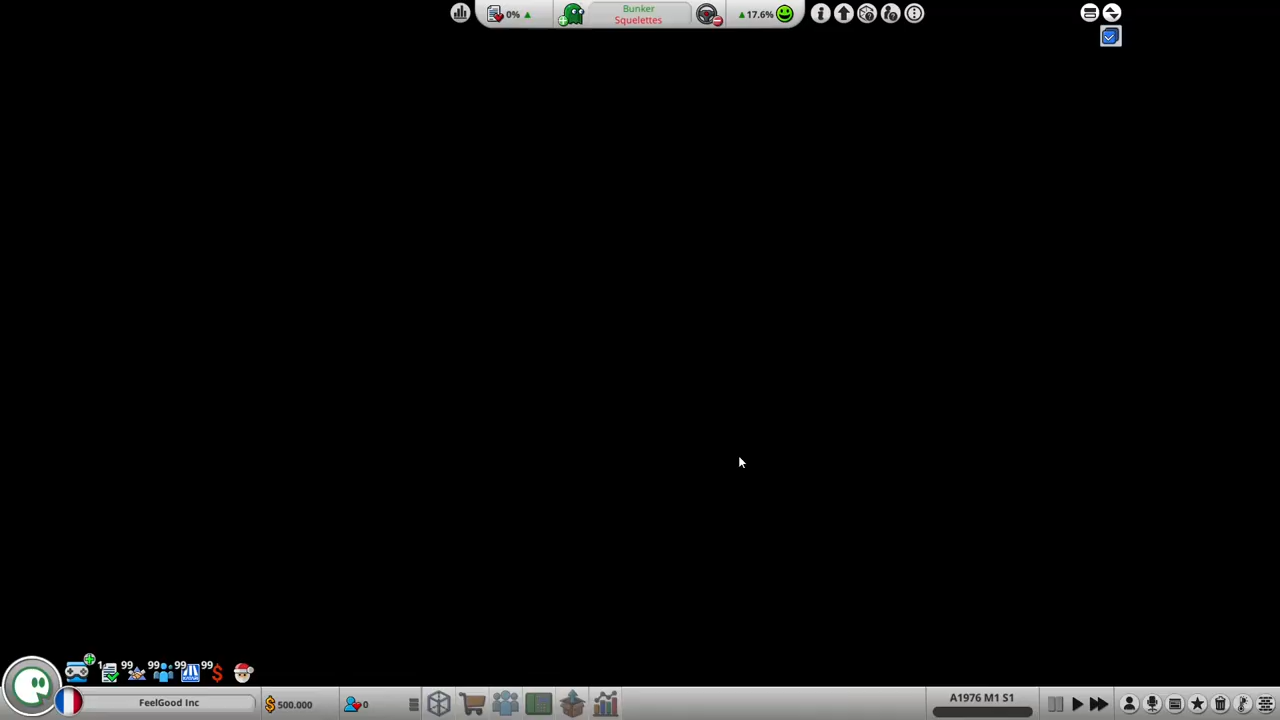 0%
Bunker
Squelettes
17.6%
1
99
99
99
99
$
FeelGood Inc
$ 500.000
0
A1976 M1 S1